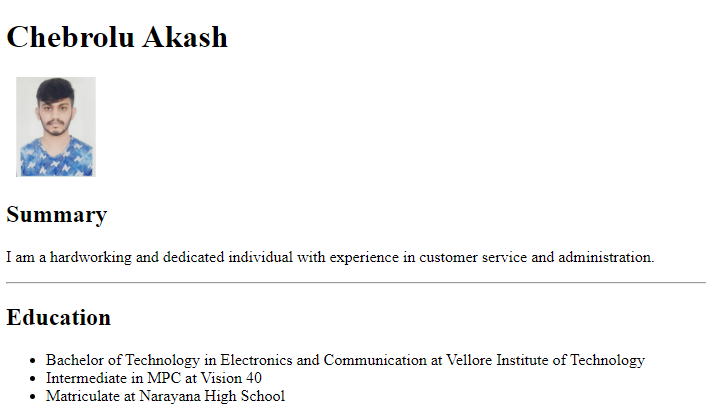 Chebrolu Akash
Summary
I am a hardworking and dedicated individual with experience in customer service and administration.
Education
• Bachelor of Technology in Electronics and Communication at Vellore Institute of Technology
• Intermediate in MPC at Vision 40
• Matriculate at Narayana High School